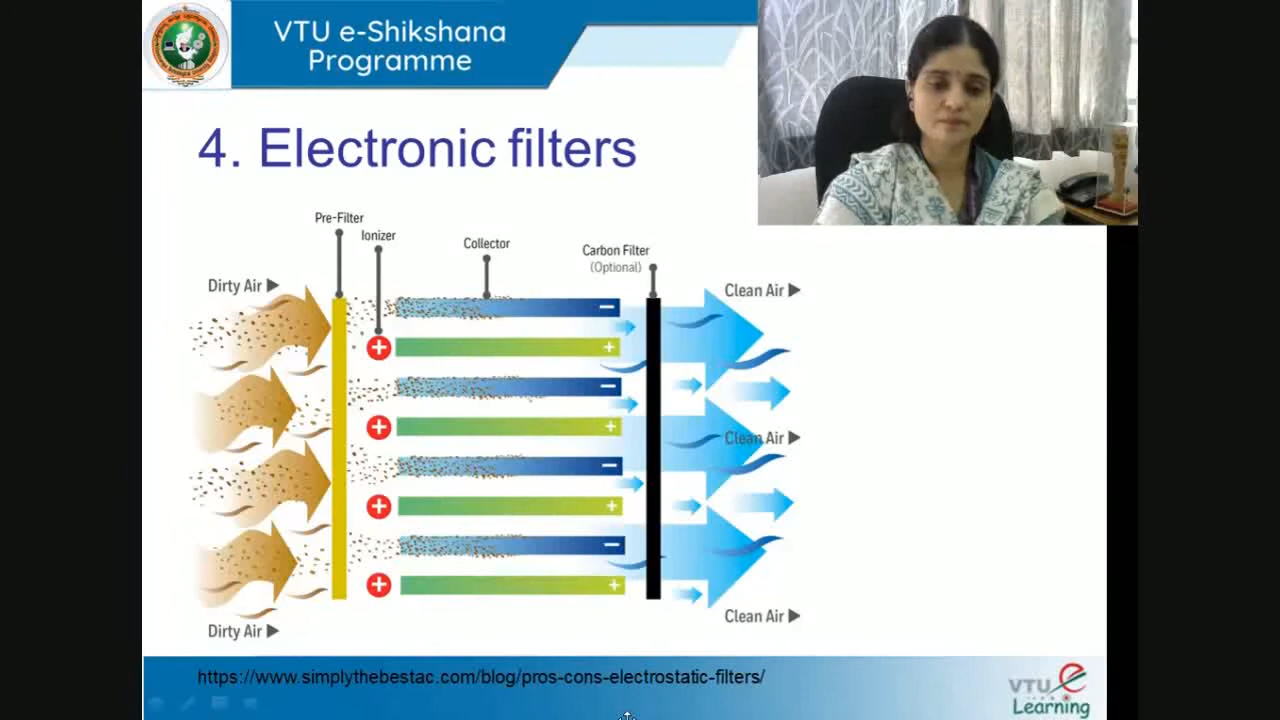 VTU e-Shikshana
Programme
4. Electronic filters
Pre-Filter
Ionizer
Collector
Carbon Filter
(Optional)
Dirty Air
Clean Air
Clean Air
Dirty Air
Clean Air
https://www.simplythebestac.com/blog/pros-cons-electrostatic-filters/
VTU e
Learning